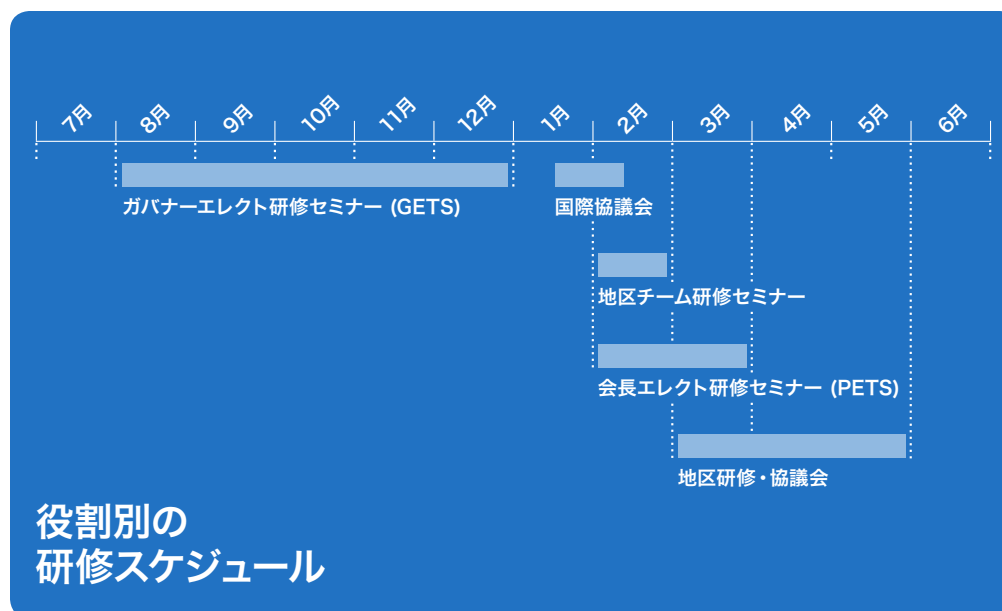 7月 8月 9月 10月 11月 12月 1月 2月 3月 4月 5月 6月
ガバナーエレクト研修セミナー (GETS)
国際協議会
地区チーム研修セミナー
会長エレクト研修セミナー (PETS)
地区研修・協議会
役割別の
研修スケジュール